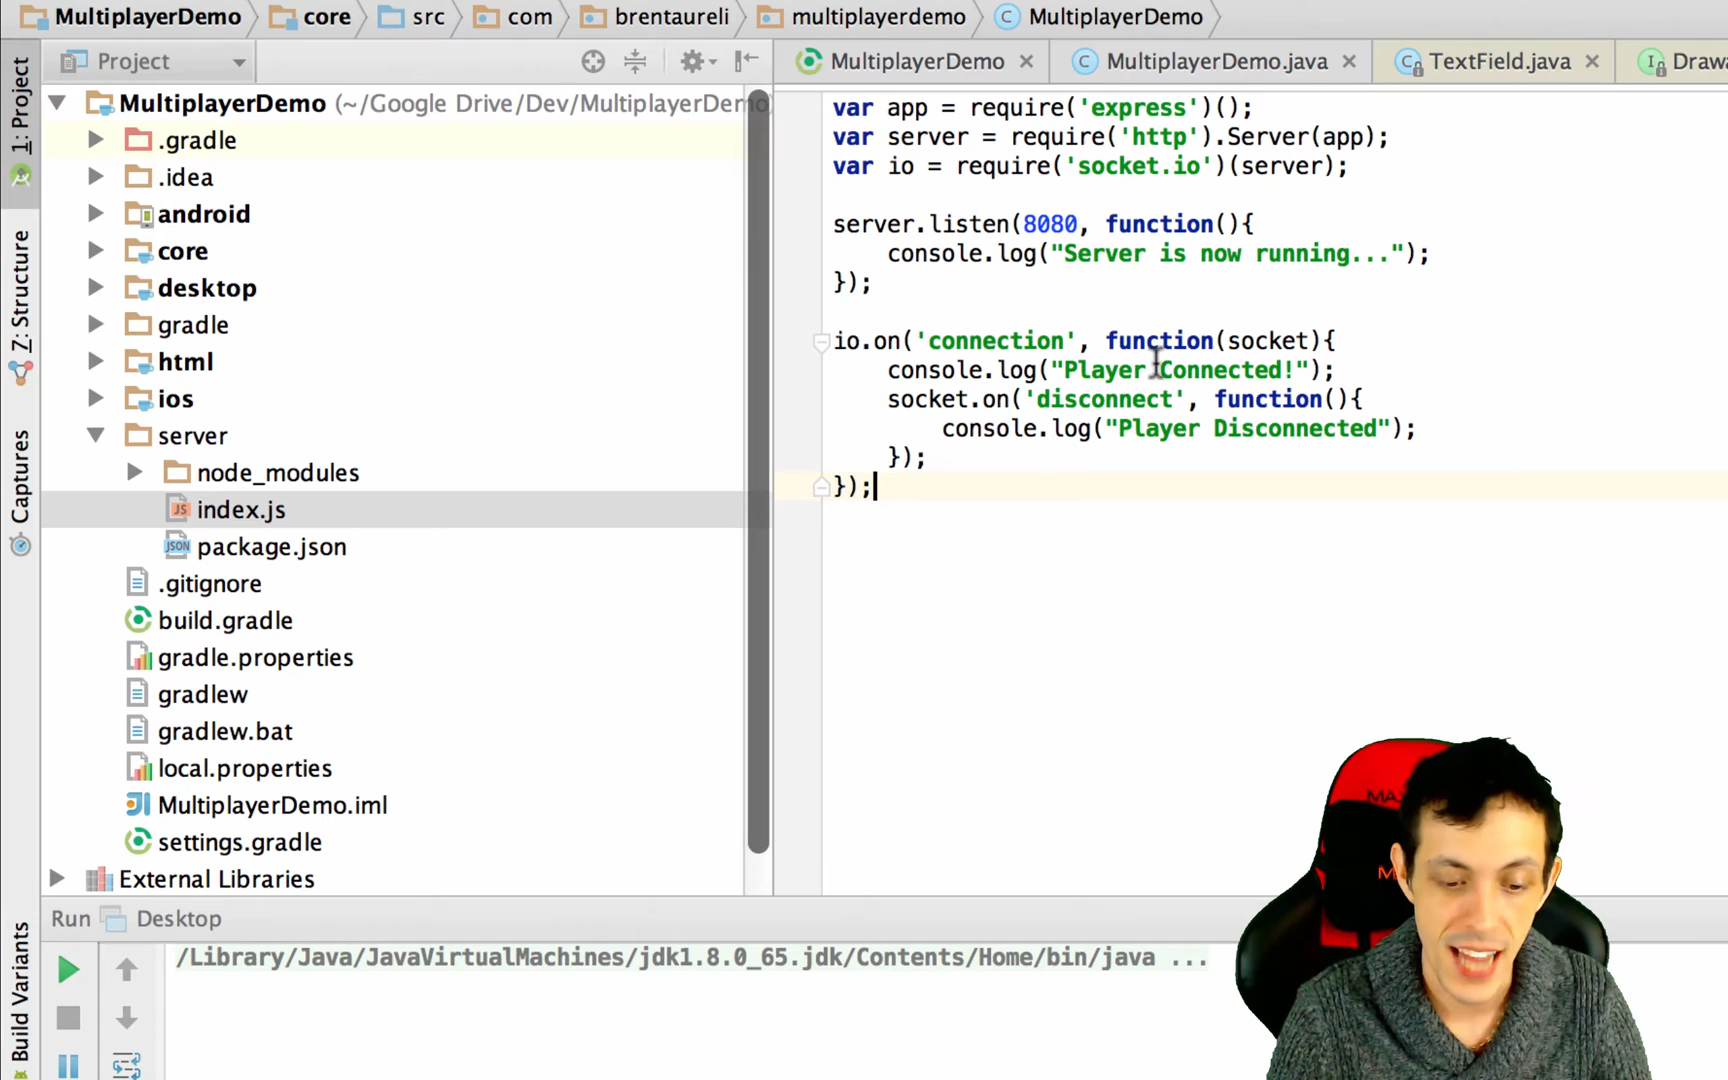 MultiplayerDemo core src com brentaureli multiplayerdemo MultiplayerDemo
Project
MultiplayerDemo MultiplayerDemo.java TextField.java Drawa
1: Project
Z: Structure
Captures
Build Variants
MultiplayerDemo (~/Google Drive/Dev/MultiplayerDemo
.gradle
.idea
android
core
desktop
gradle
html
ios
server
node_modules
index.js
package.json
.gitignore
build.gradle
gradle.properties
gradlew
gradlew.bat
local.properties
MultiplayerDemo.iml
settings.gradle
External Libraries
var app = require('express')();
var server = require('http').Server(app);
var io = require('socket.io')(server);
server.listen(8080, function(){
console.log("Server is now running...");
});
io.on('connection', function(socket){
console.log("Player Connected!");
socket.on('disconnect', function(){
console.log("Player Disconnected");
});
});
Run Desktop
/Library/Java/JavaVirtualMachines/jdk1.8.0_65.jdk/Contents/Home/bin/java ...